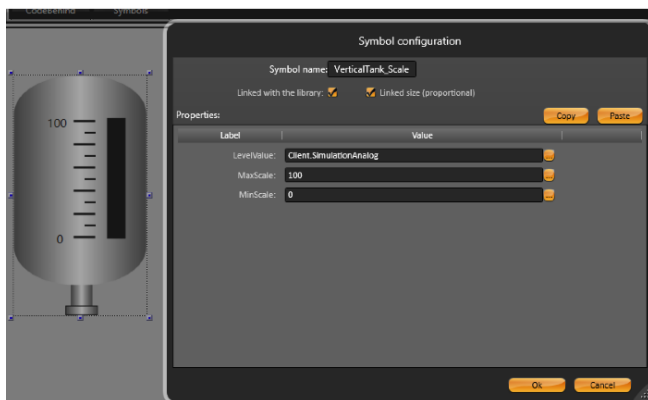 Codebehind Symbols
Symbol configuration
Symbol name: VerticalTank_Scale
Linked with the library: Linked size (proportional)
Properties: Copy Paste
Label Value
LevelValue: Client.SimulationAnalog
MaxScale: 100
MinScale: 0
100
0
Ok Cancel